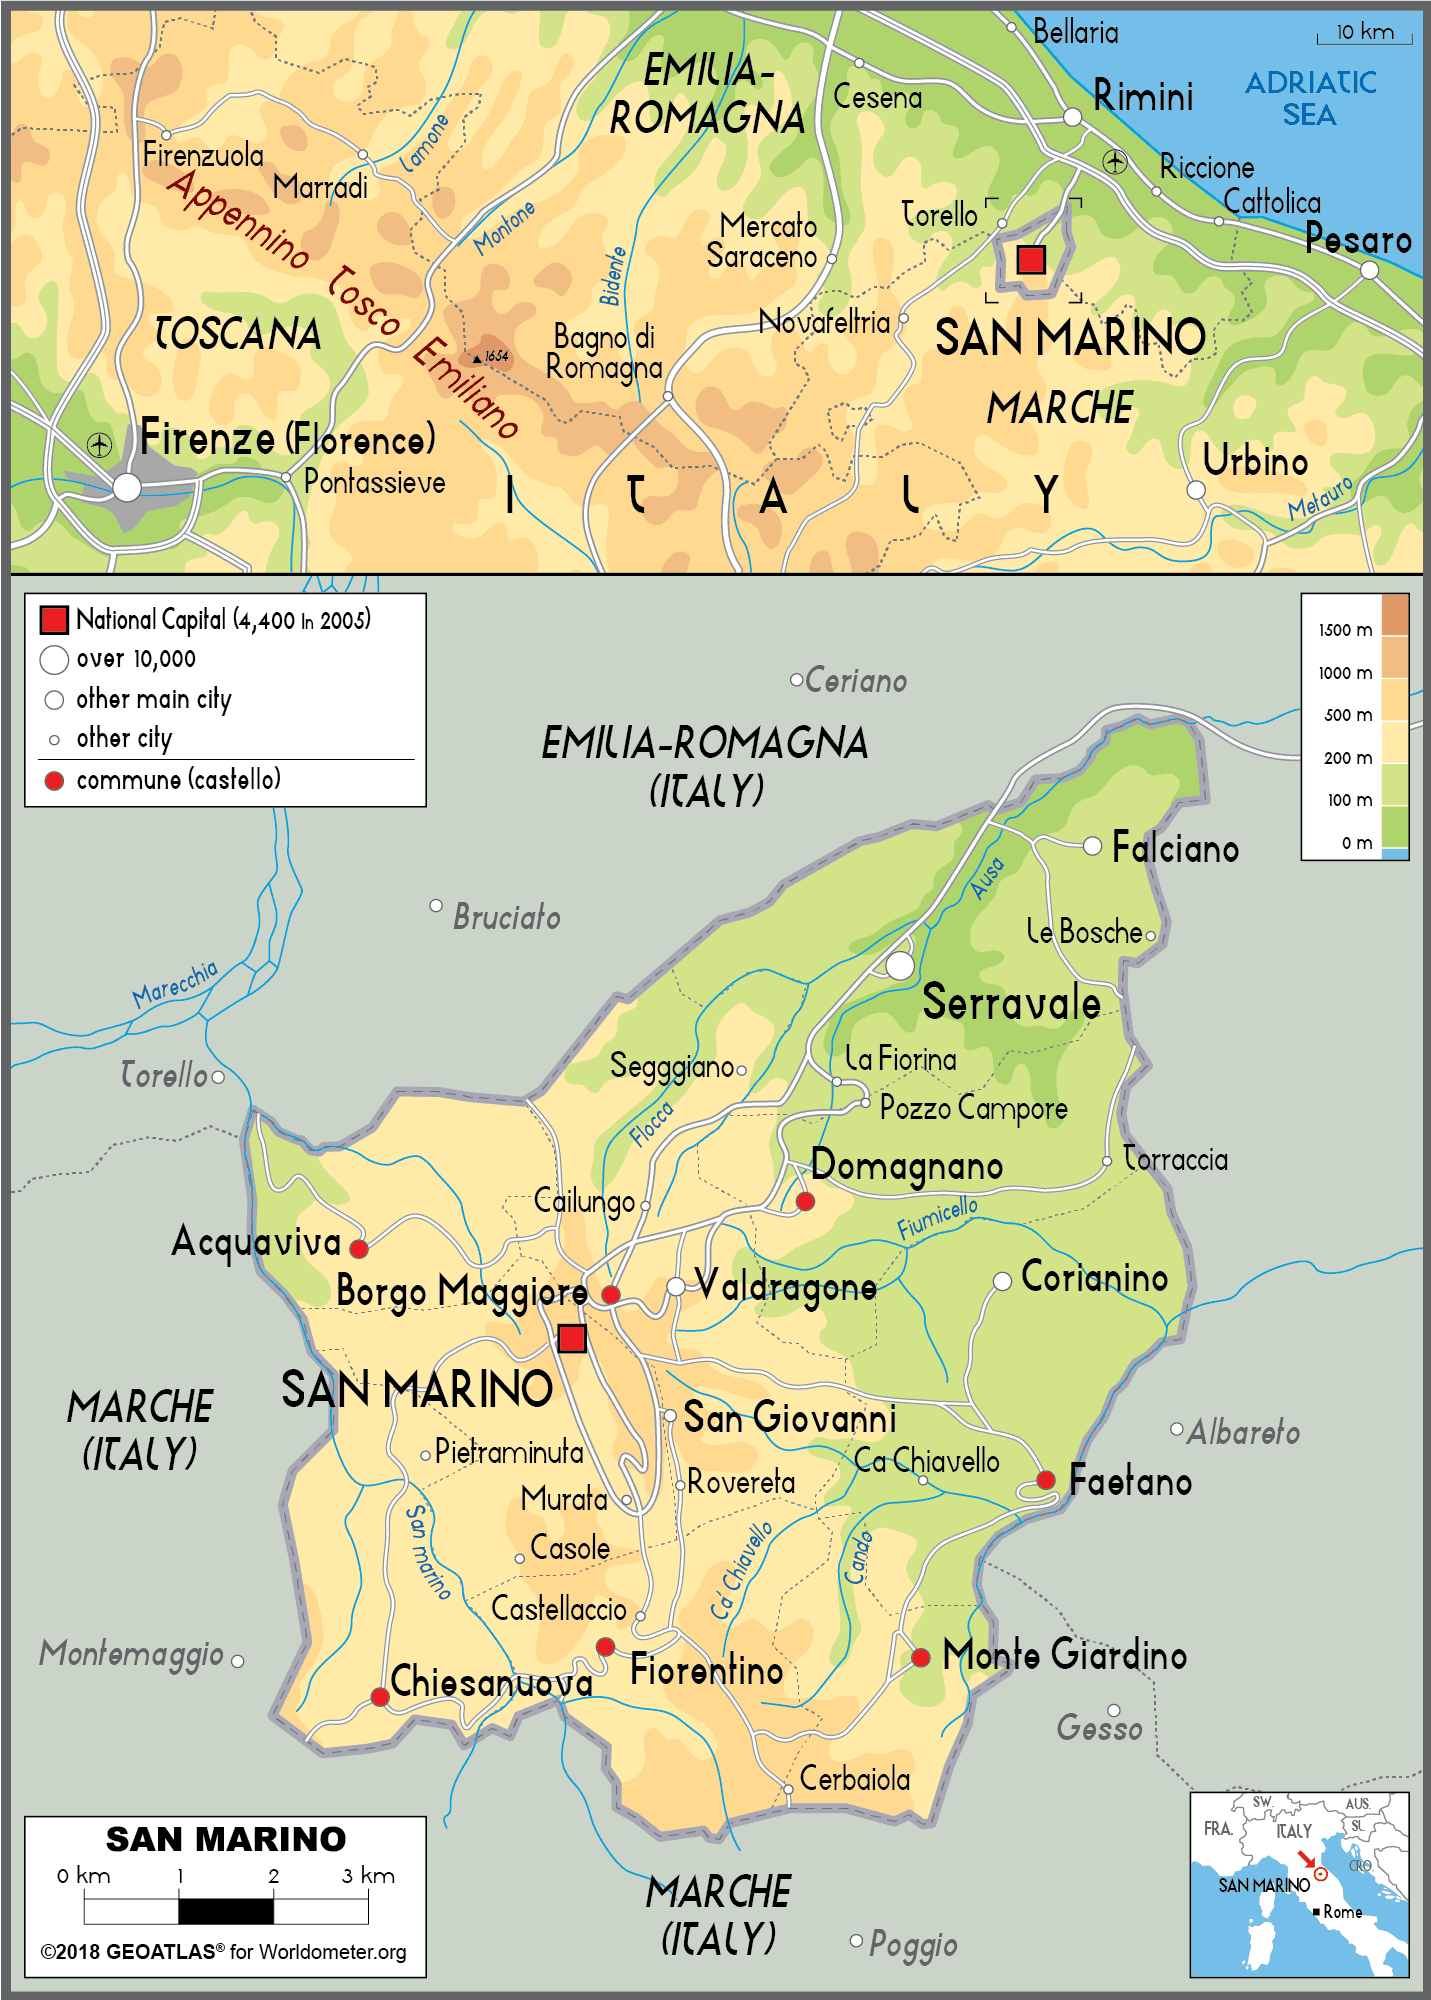 Bellaria
10 km
EMILIA-
ROMAGNA
Cesena
Rimini
ADRIATIC
SEA
Firenzuola
Marradi
Lamone
Riccione
Cattolica
Appennino Tosco Emiliano
Montone
Mercato
Saraceno
Torello
Pesaro
Bidente
TOSCANA
1654
Bagno di
Romagna
Novafeltria
SAN MARINO
MARCHE
Firenze (Florence)
Pontassieve
ITALY
Urbino
Metauro
National Capital (4,400 In 2005)
over 10,000
other main city
other city
commune (castello)
1500 m
1000 m
500 m
200 m
100 m
0 m
Ceriano
EMILIA-ROMAGNA
(ITALY)
Falciano
Ausa
Bruciato
Le Bosche
Marecchia
Serravale
Torello
Segggiano
La Fiorina
Pozzo Campore
Flocca
Domagnano
Torraccia
Cailungo
Fiumicello
Acquaviva
Borgo Maggiore
Valdragone
Corianino
SAN MARINO
MARCHE
(ITALY)
San Giovanni
Albareto
Pietraminuta
Ca Chiavello
Rovereta
Faetano
Murata
San marino
Casole
Ca' Chiavello
Cando
Castellaccio
Montemaggio
Fiorentino
Monte Giardino
Chiesanuova
Gesso
Cerbaiola
SAN MARINO
0 km 1 2 3 km
©2018 GEOATLAS® for Worldometer.org
MARCHE
(ITALY)
Poggio
SW.
AUS.
FRA.
ITALY
SL.
CRO.
SAN MARINO
Rome